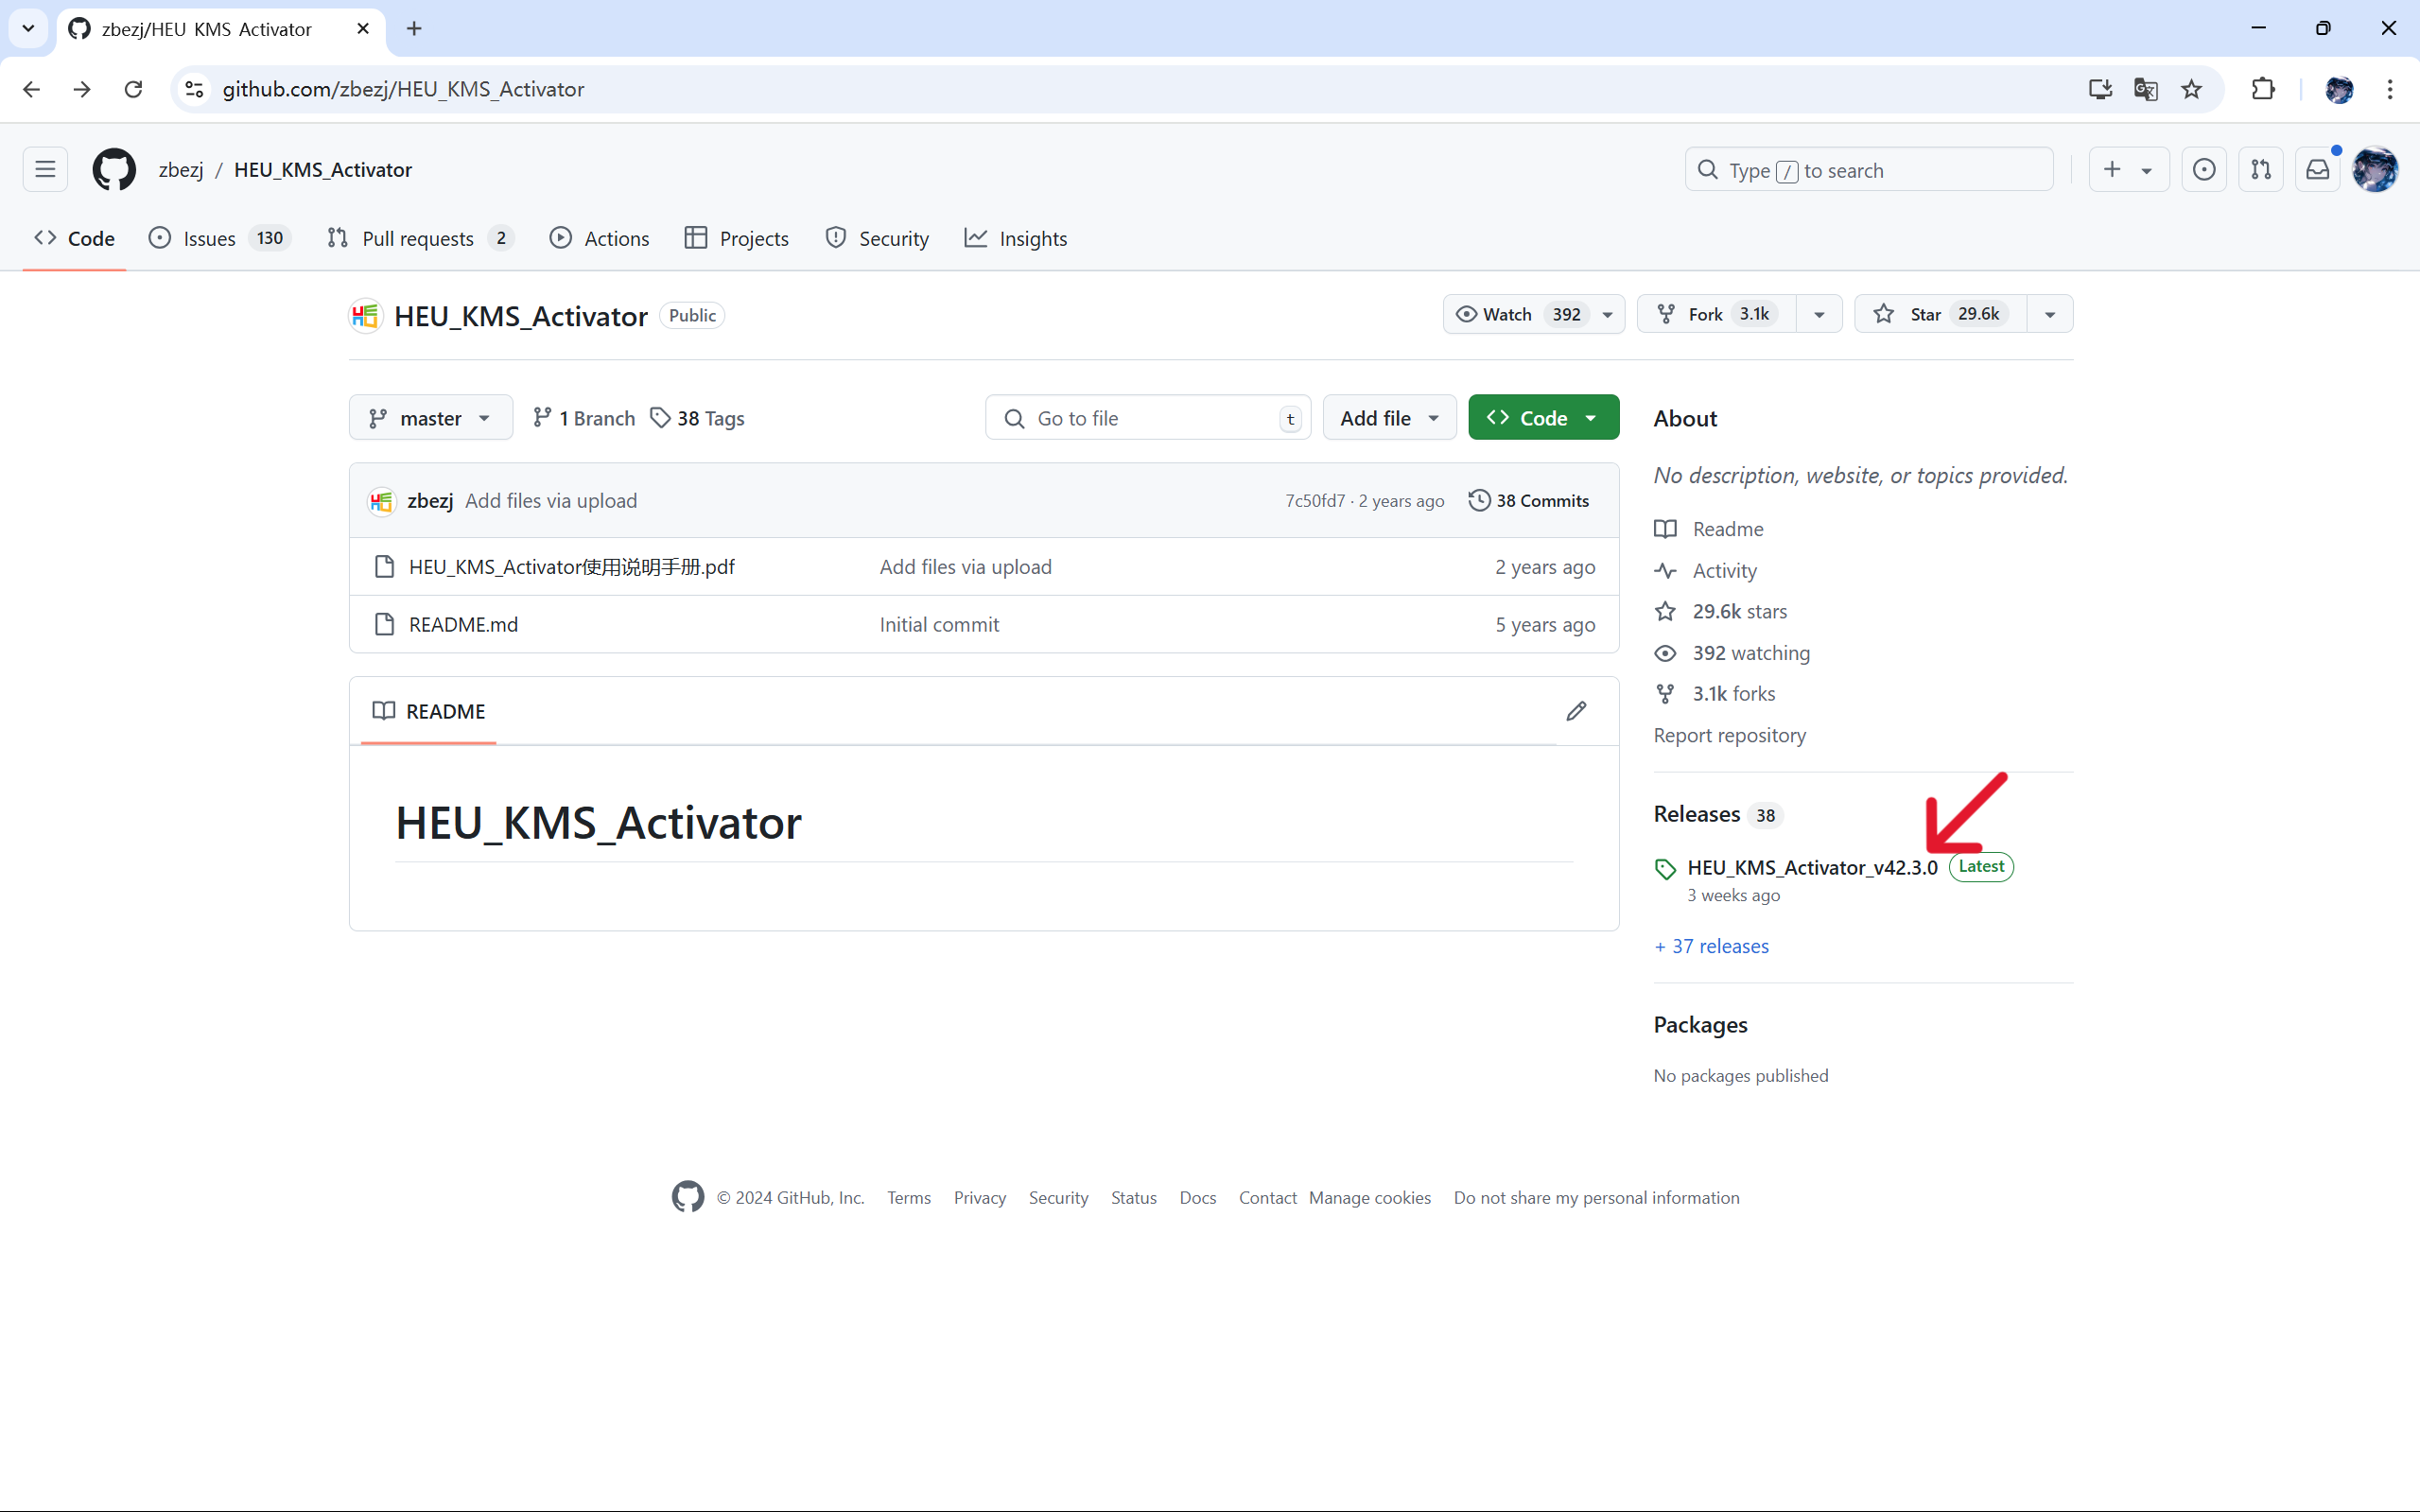 zbezj/HEU_KMS_Activator
github.com/zbezj/HEU_KMS_Activator
zbezj / HEU_KMS_Activator
Type / to search
Code
Issues 130
Pull requests 2
Actions
Projects
Security
Insights
HEU_KMS_Activator Public
Watch 392
Fork 3.1k
Star 29.6k
master
1 Branch
38 Tags
Go to file t
Add file
Code
zbezj Add files via upload 7c50fd7 · 2 years ago 38 Commits
HEU_KMS_Activator使用说明手册.pdf Add files via upload 2 years ago
README.md Initial commit 5 years ago
README
HEU_KMS_Activator
About
No description, website, or topics provided.
Readme
Activity
29.6k stars
392 watching
3.1k forks
Report repository
Releases 38
HEU_KMS_Activator_v42.3.0 Latest
3 weeks ago
+ 37 releases
Packages
No packages published
© 2024 GitHub, Inc. Terms Privacy Security Status Docs Contact Manage cookies Do not share my personal information